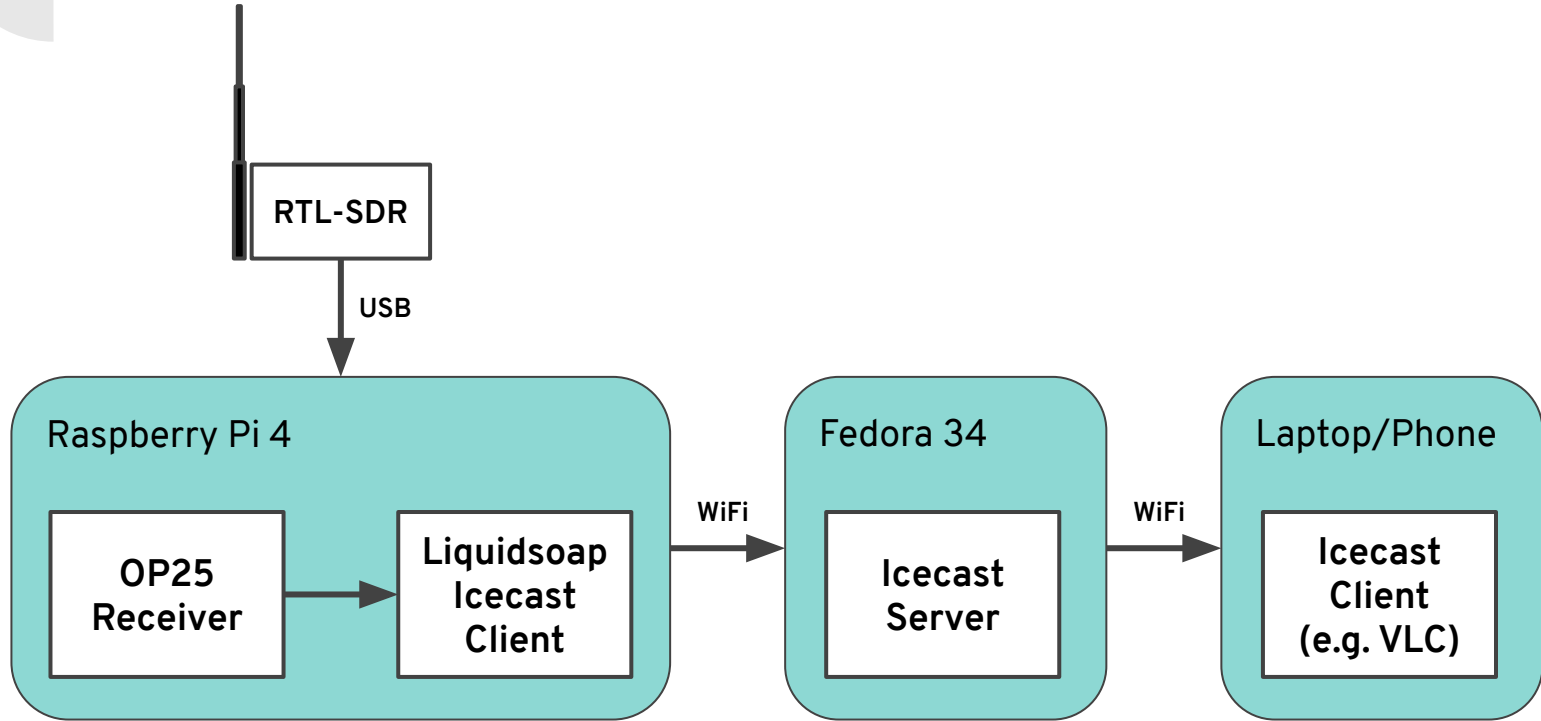 RTL-SDR
USB
Raspberry Pi 4
OP25
Receiver
Liquidsoap
Icecast
Client
WiFi
Fedora 34
Icecast
Server
WiFi
Laptop/Phone
Icecast
Client
(e.g. VLC)